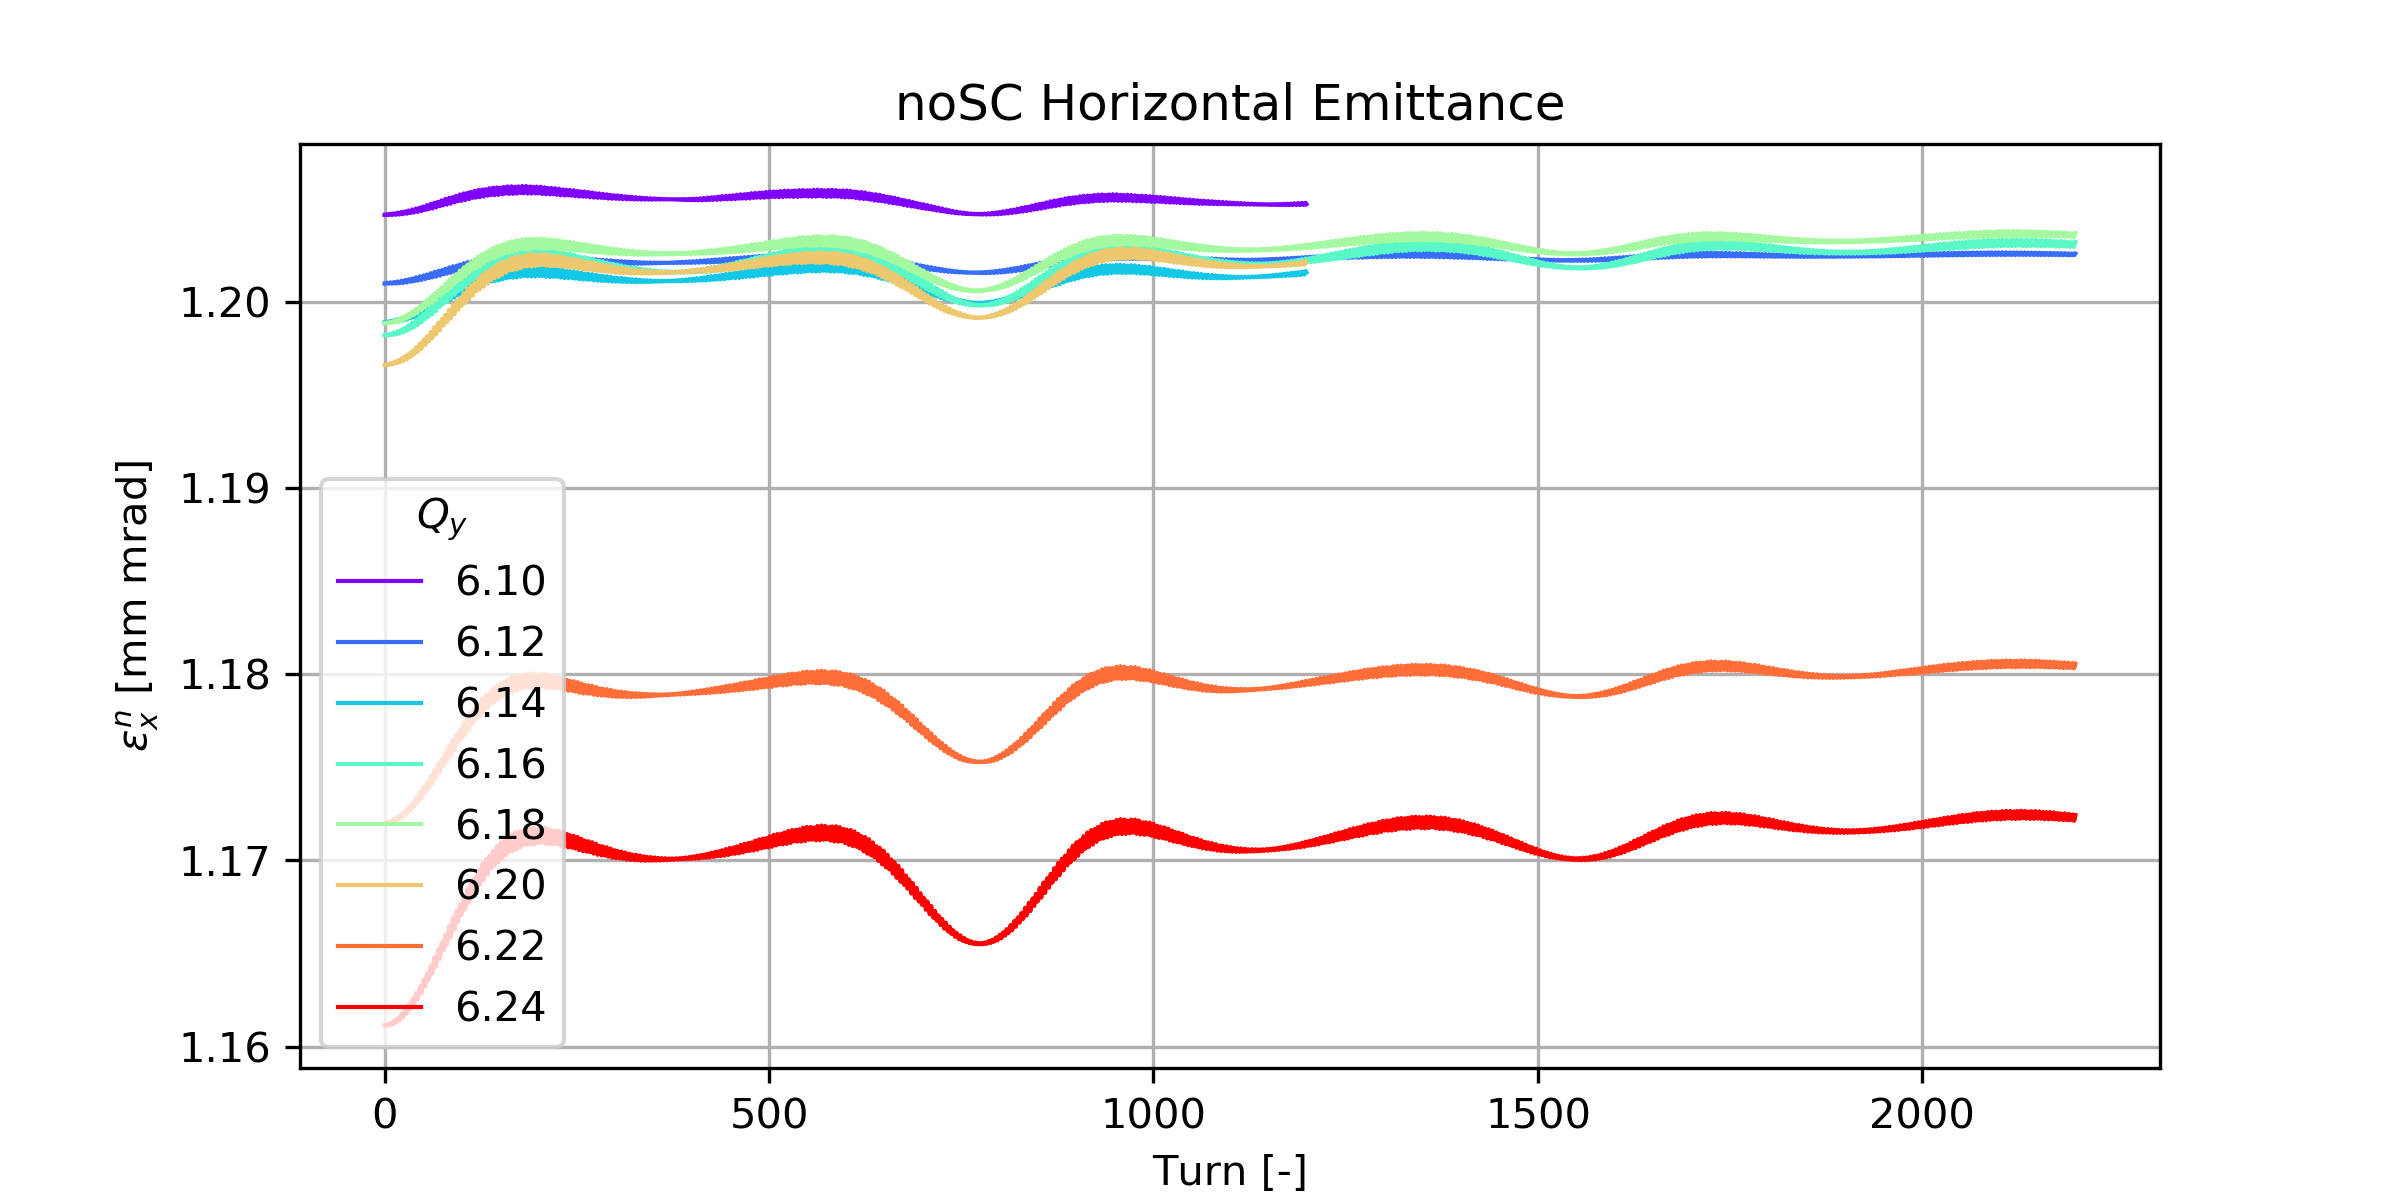 noSC Horizontal Emittance
1.20
1.19
1.18
1.17
1.16
εₓⁿ [mm mrad]
Q_y
6.10
6.12
6.14
6.16
6.18
6.20
6.22
6.24
0 500 1000 1500 2000
Turn [-]